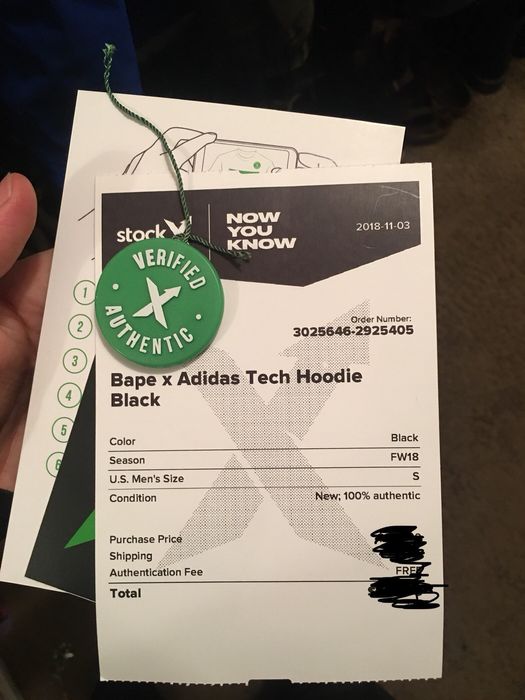 stockX
NOW
YOU
KNOW
2018-11-03
VERIFIED
X
AUTHENTIC
1
2
3
4
5
6
Order Number:
3025646-2925405
Bape x Adidas Tech Hoodie
Black
Color Black
Season FW18
U.S. Men's Size S
Condition New; 100% authentic
Purchase Price
Shipping
Authentication Fee FREE
Total